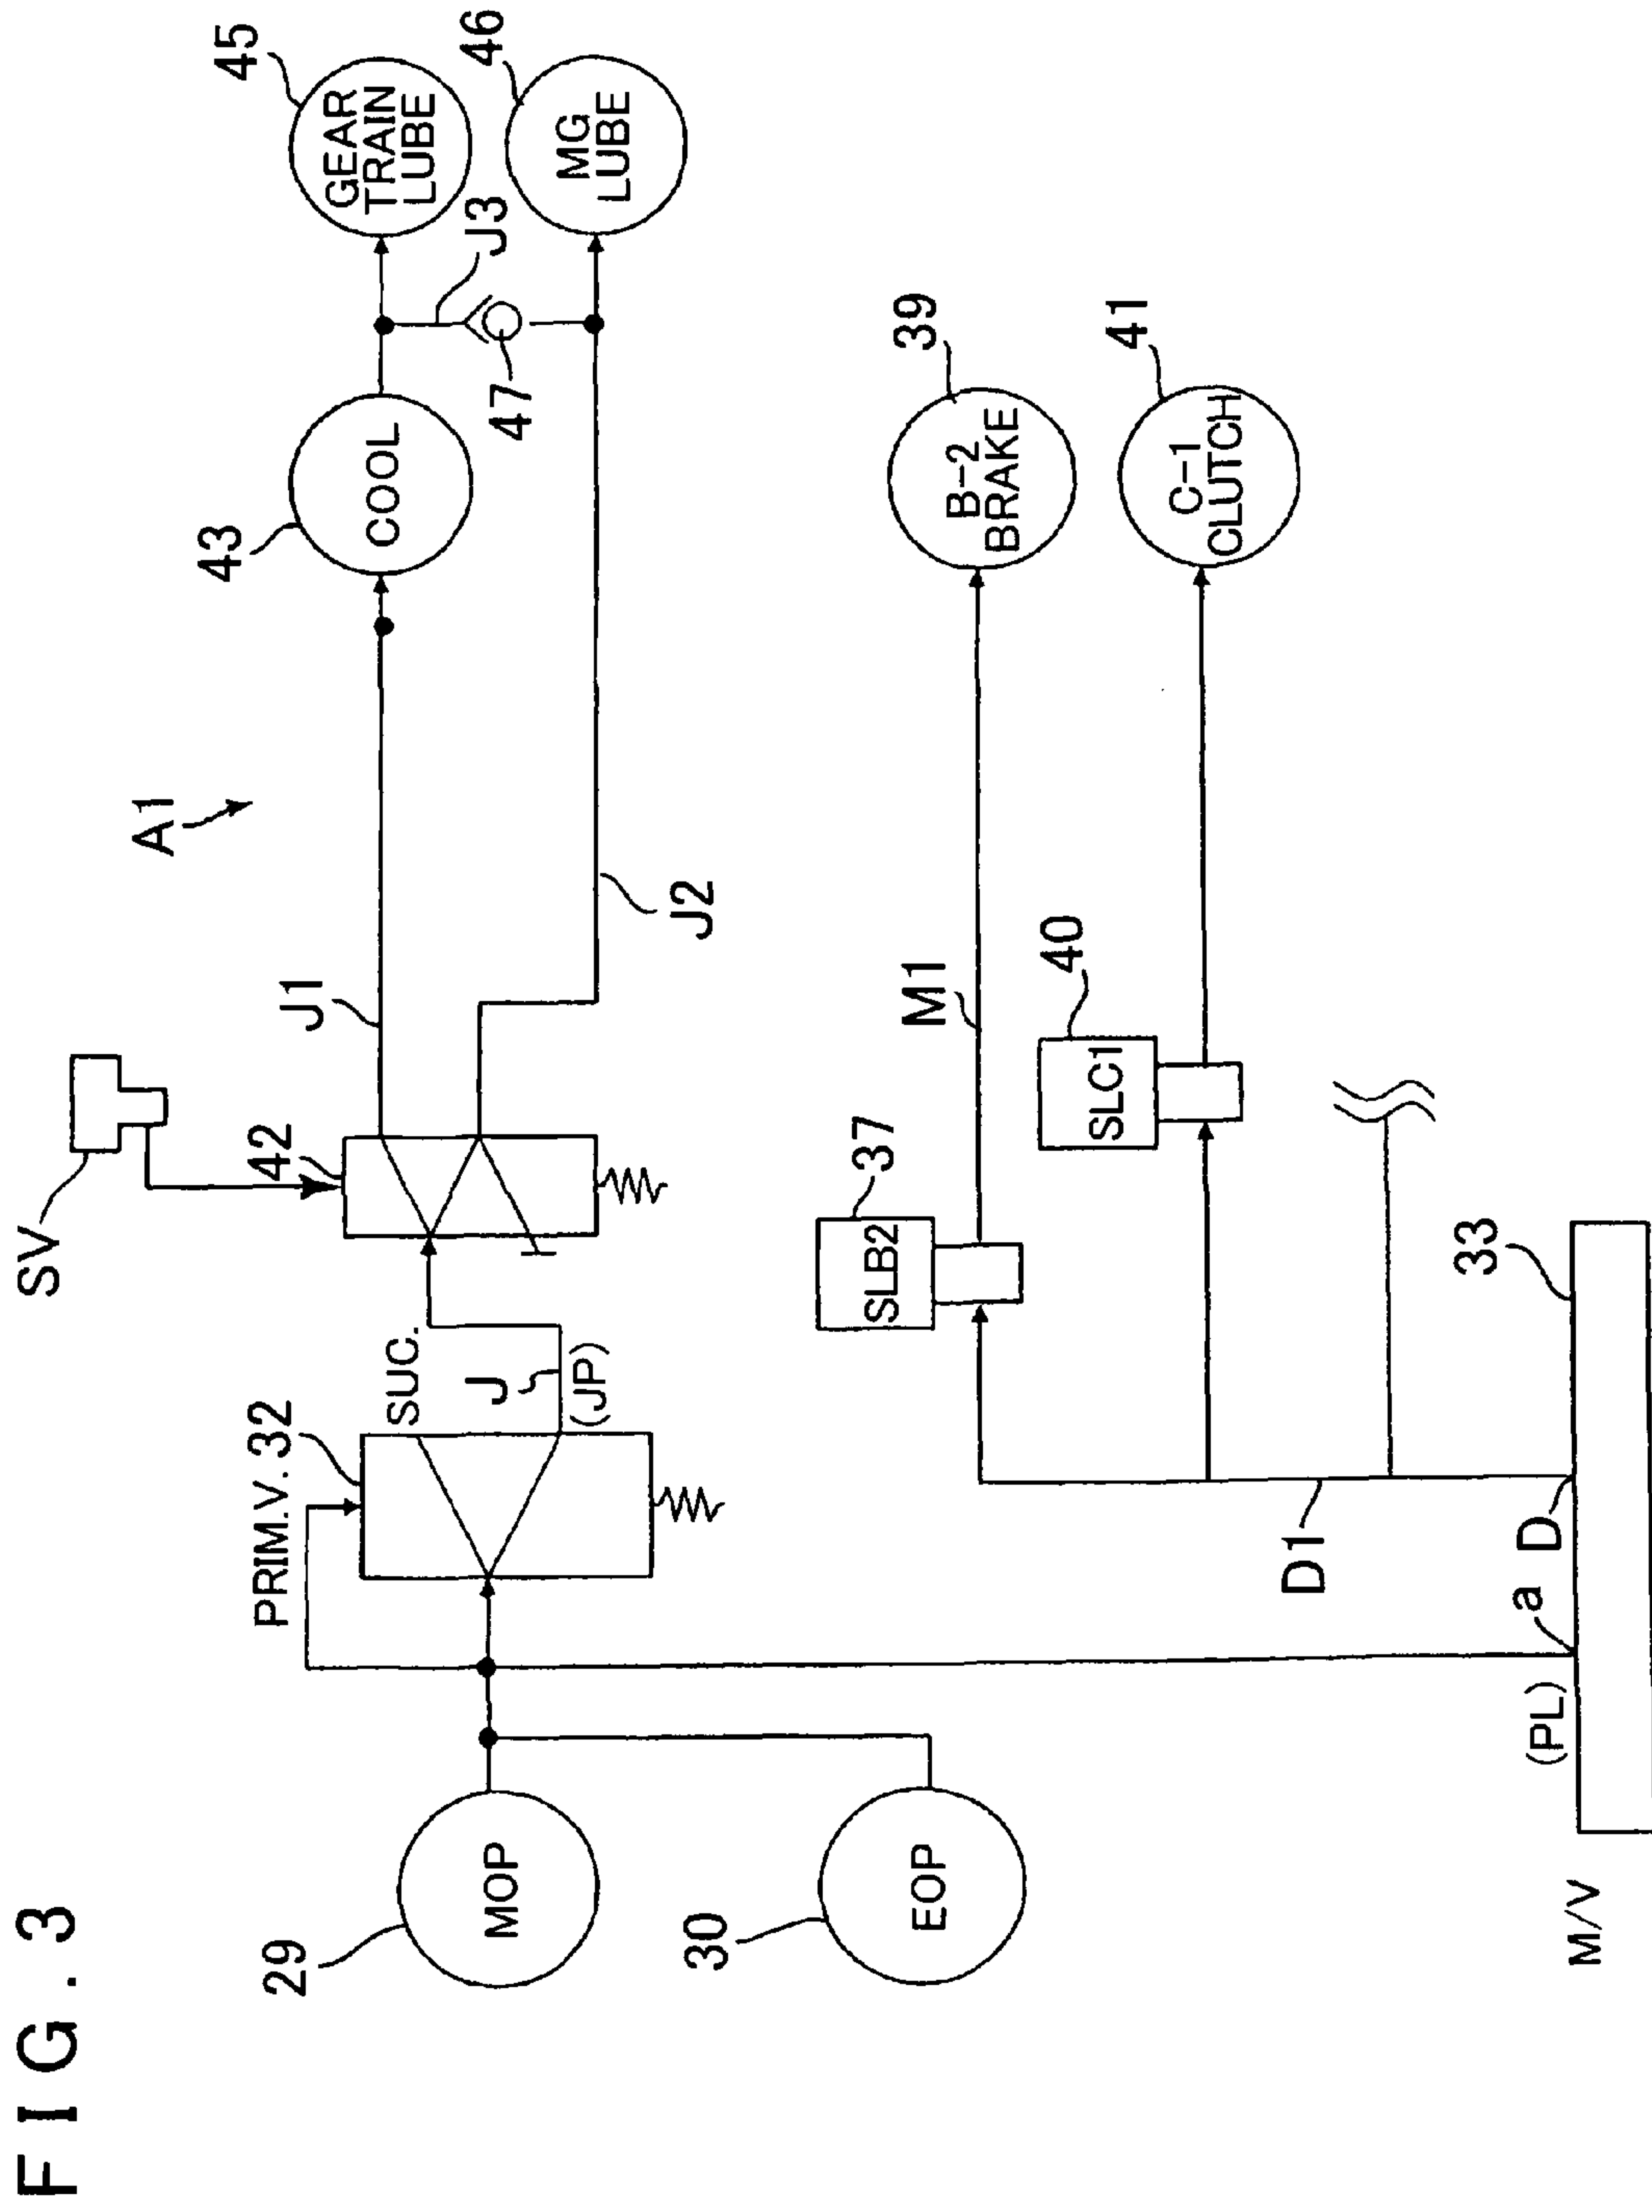 FIG. 3
SV
A1
45
GEAR
TRAIN
LUBE
43
COOL
J1
42
PRIM.V. 32
SUC.
J
(JP)
J3
46
MG
LUBE
47
J2
29
MOP
30
EOP
37
SLB2
M1
39
B-2
BRAKE
40
SLC1
41
C-1
CLUTCH
D1
33
D
a
(PL)
M/V